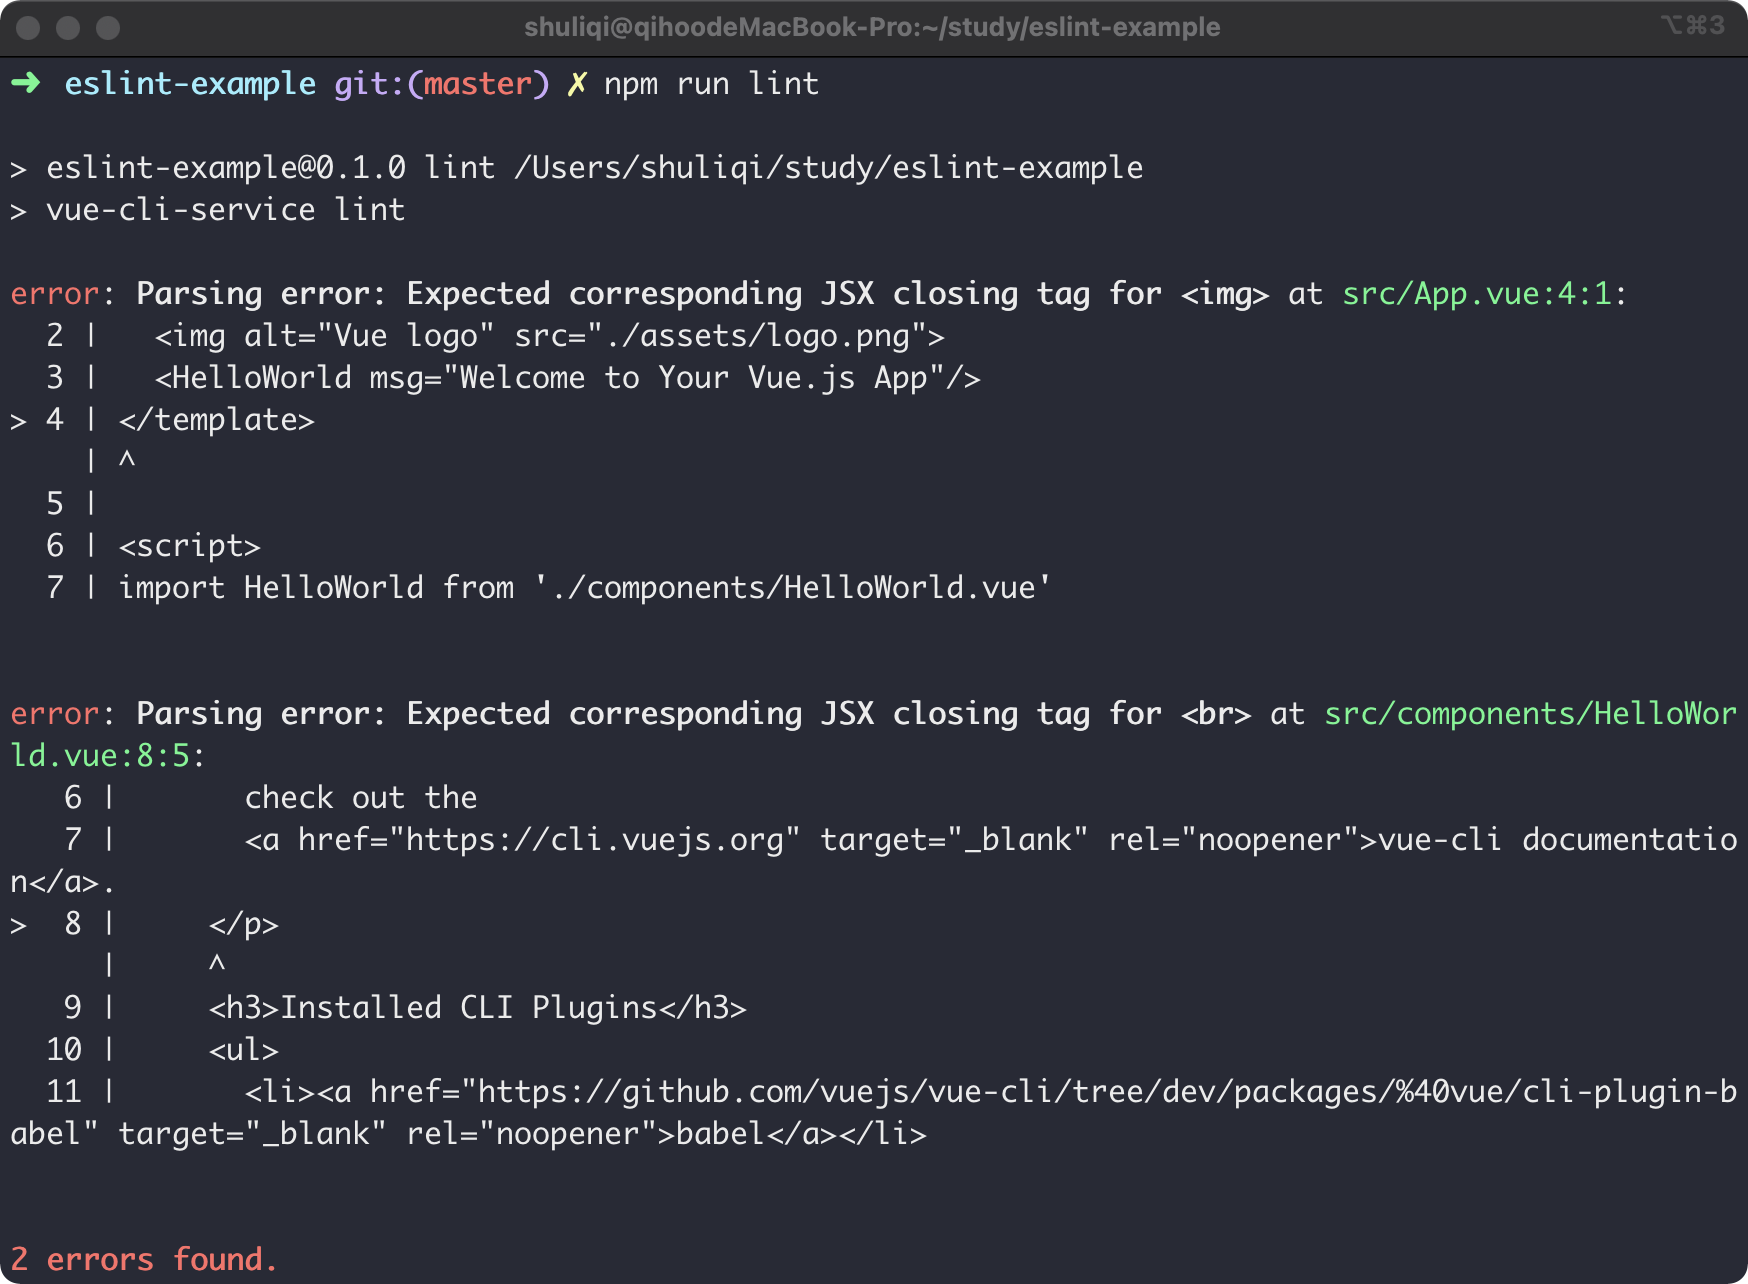 shuliqi@qihoodeMacBook-Pro:~/study/eslint-example ⌥⌘3
➜ eslint-example git:(master) ✗ npm run lint
> eslint-example@0.1.0 lint /Users/shuliqi/study/eslint-example
> vue-cli-service lint
error: Parsing error: Expected corresponding JSX closing tag for <img> at src/App.vue:4:1:
  2 |   <img alt="Vue logo" src="./assets/logo.png">
  3 |   <HelloWorld msg="Welcome to Your Vue.js App"/>
> 4 | </template>
    | ^
  5 |
  6 | <script>
  7 | import HelloWorld from './components/HelloWorld.vue'
error: Parsing error: Expected corresponding JSX closing tag for <br> at src/components/HelloWor
ld.vue:8:5:
   6 |       check out the
   7 |       <a href="https://cli.vuejs.org" target="_blank" rel="noopener">vue-cli documentatio
n</a>.
>  8 |     </p>
     |     ^
   9 |     <h3>Installed CLI Plugins</h3>
  10 |     <ul>
  11 |       <li><a href="https://github.com/vuejs/vue-cli/tree/dev/packages/%40vue/cli-plugin-b
abel" target="_blank" rel="noopener">babel</a></li>
2 errors found.